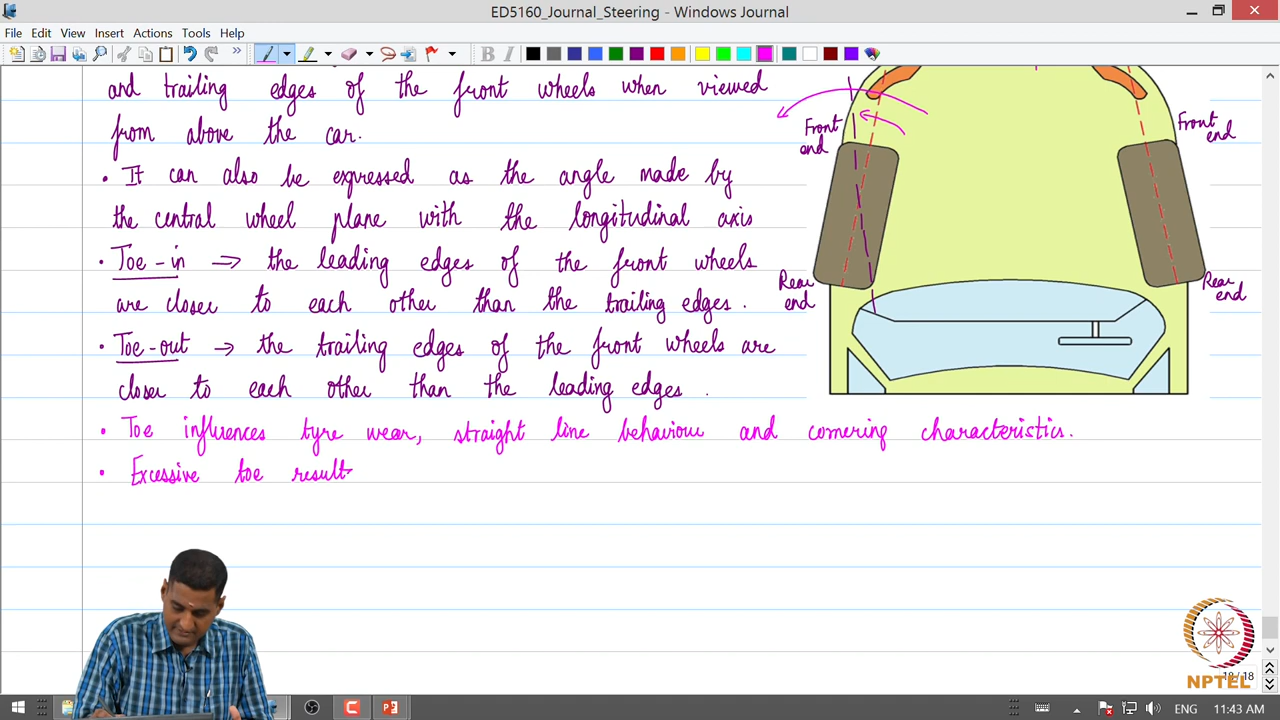 ED5160_Journal_Steering - Windows Journal
File Edit View Insert Actions Tools Help
and trailing edges of the front wheels when viewed
from above the car.
• It can also be expressed as the angle made by
the central wheel plane with the longitudinal axis
• Toe-in ⇒ the leading edges of the front wheels
are closer to each other than the trailing edges.
• Toe-out → the trailing edges of the front wheels are
closer to each other than the leading edges.
• Toe influences tyre wear, straight line behaviour and cornering characteristics.
• Excessive toe result
Front
end
Front
end
Rear
end
Rear
end
18 / 18
NPTEL
ENG 11:43 AM